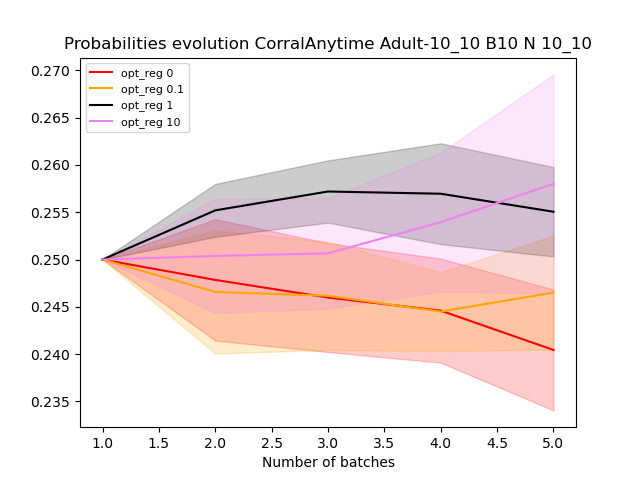 Probabilities evolution CorralAnytime Adult-10_10 B10 N 10_10
opt_reg 0
opt_reg 0.1
opt_reg 1
opt_reg 10
0.270
0.265
0.260
0.255
0.250
0.245
0.240
0.235
1.0 1.5 2.0 2.5 3.0 3.5 4.0 4.5 5.0
Number of batches